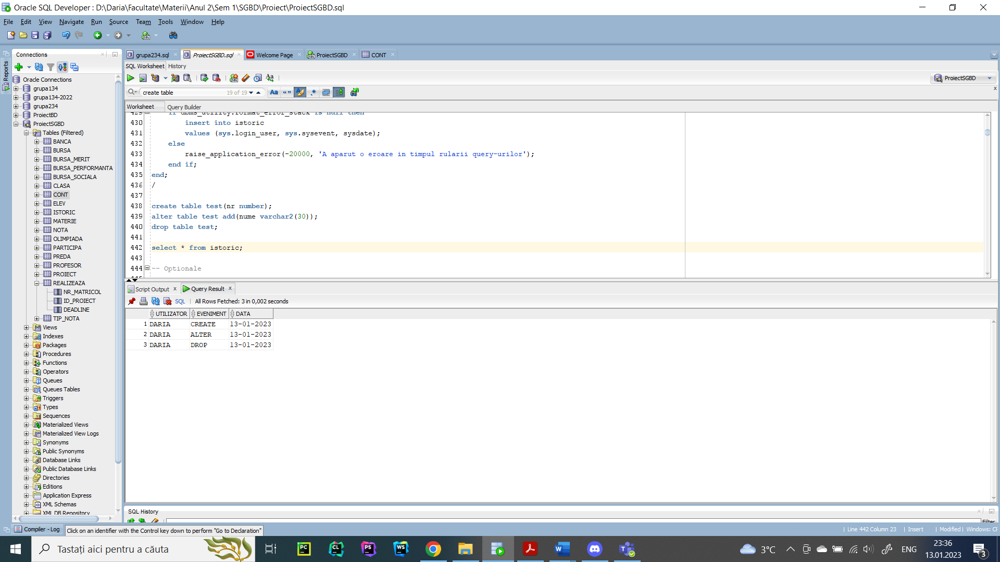 Oracle SQL Developer : D:\Daria\Facultate\Materii\Anul 2\Sem 1\SGBD\Proiect\ProiectSGBD.sql
File Edit View Navigate Run Source Team Tools Window Help
Reports
Connections
Oracle Connections
grupa134
grupa134-2022
grupa234
ProiectBD
ProiectSGBD
Tables (Filtered)
BANCA
BURSA
BURSA_MERIT
BURSA_PERFORMANTA
BURSA_SOCIALA
CLASA
CONT
ELEV
ISTORIC
MATERIE
NOTA
OLIMPIADA
PARTICIPA
PREDA
PROFESOR
PROIECT
REALIZEAZA
NR_MATRICOL
ID_PROIECT
DEADLINE
TIP_NOTA
Views
Indexes
Packages
Procedures
Functions
Operators
Queues
Queues Tables
Triggers
Types
Sequences
Materialized Views
Materialized View Logs
Synonyms
Public Synonyms
Database Links
Public Database Links
Directories
Editions
Application Express
XML Schemas
XML DB Repository
grupa234.sql ProiectSGBD.sql Welcome Page ProiectSGBD CONT
SQL Worksheet History
ProiectSGBD
create table 19 of 19
Worksheet Query Builder
429 if dbms_utility.format_error_stack is null then
430 insert into istoric
431 values (sys.login_user, sys.sysevent, sysdate);
432 else
433 raise_application_error(-20000, 'A aparut o eroare in timpul rularii query-urilor');
434 end if;
435 end;
436 /
437
438 create table test(nr number);
439 alter table test add(nume varchar2(30));
440 drop table test;
441
442 select * from istoric;
443
444 -- Optionale
Script Output Query Result
SQL All Rows Fetched: 3 in 0,002 seconds
UTILIZATOR EVENIMENT DATA
1 DARIA CREATE 13-01-2023
2 DARIA ALTER 13-01-2023
3 DARIA DROP 13-01-2023
SQL History
Filter
Compiler - Log Click on an identifier with the Control key down to perform "Go to Declaration"
Line 442 Column 23 Insert Modified Windows:
Tastați aici pentru a căuta
PC CL PS WS
3°C ENG
23:36
13.01.2023
3